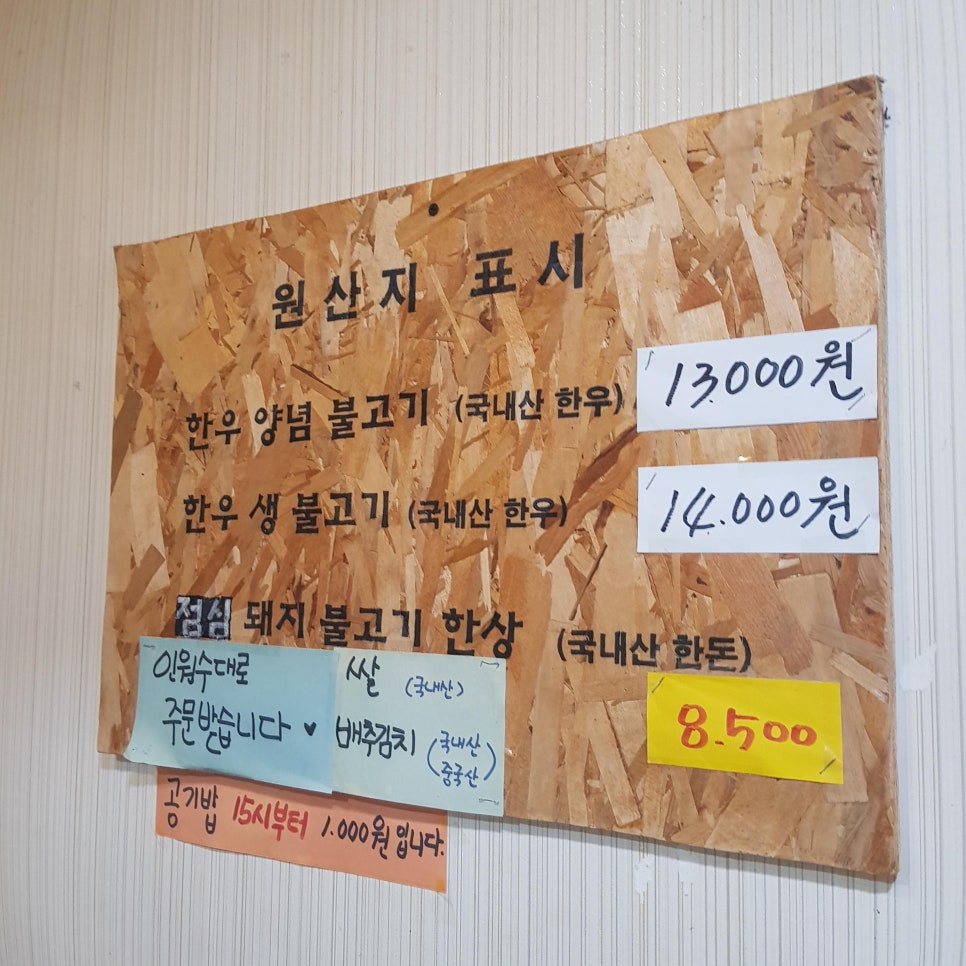 원산지 표시
한우 양념 불고기 (국내산 한우)
13.000원
한우 생 불고기 (국내산 한우)
14.000원
점심 돼지 불고기 한상 (국내산 한돈)
8.500
인원수대로
주문받습니다 ♥
쌀 (국내산)
배추김치 (국내산
중국산)
공기밥 15시부터 1.000원 입니다.